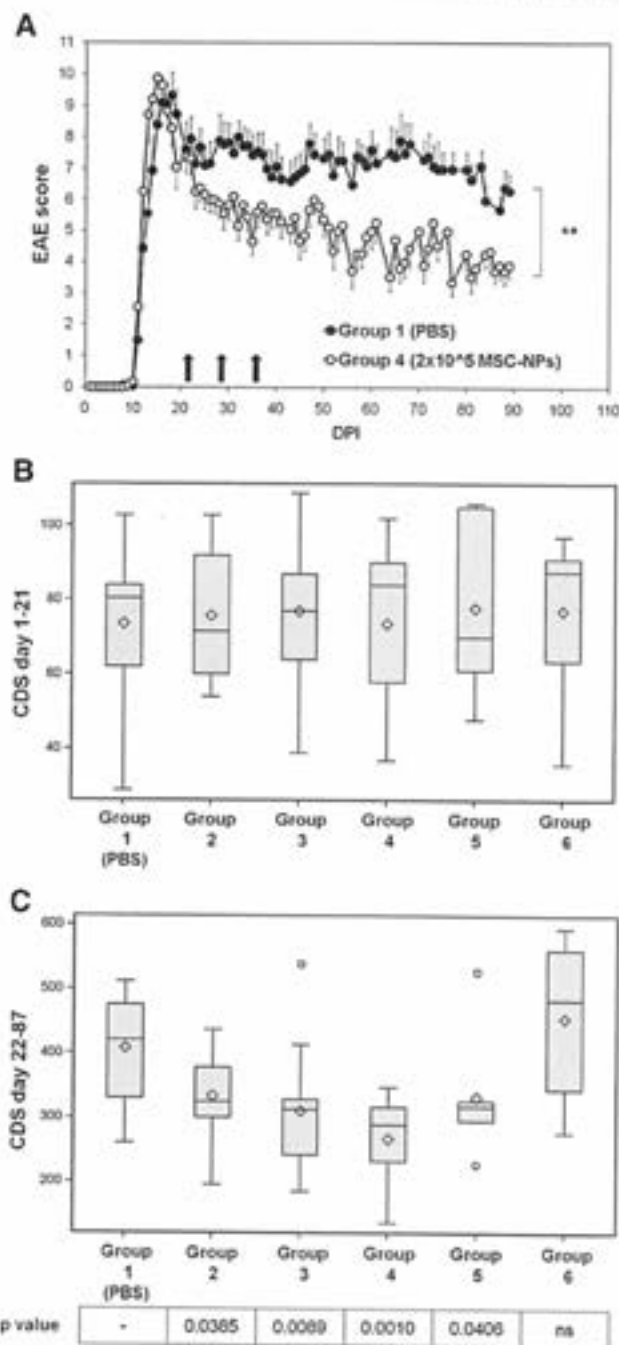 A
11
10
9
8
7
6
5
4
3
2
1
0
EAE score
**
Group 1 (PBS)
Group 4 (2x10^5 MSC-NPs)
0 10 20 30 40 50 60 70 80 90 100 110
DPI
B
100
80
60
40
CDS day 1-21
Group 1 (PBS)
Group 2
Group 3
Group 4
Group 5
Group 6
C
600
500
400
300
200
CDS day 22-87
Group 1 (PBS)
Group 2
Group 3
Group 4
Group 5
Group 6
p value - 0.0385 0.0089 0.0010 0.0406 ns